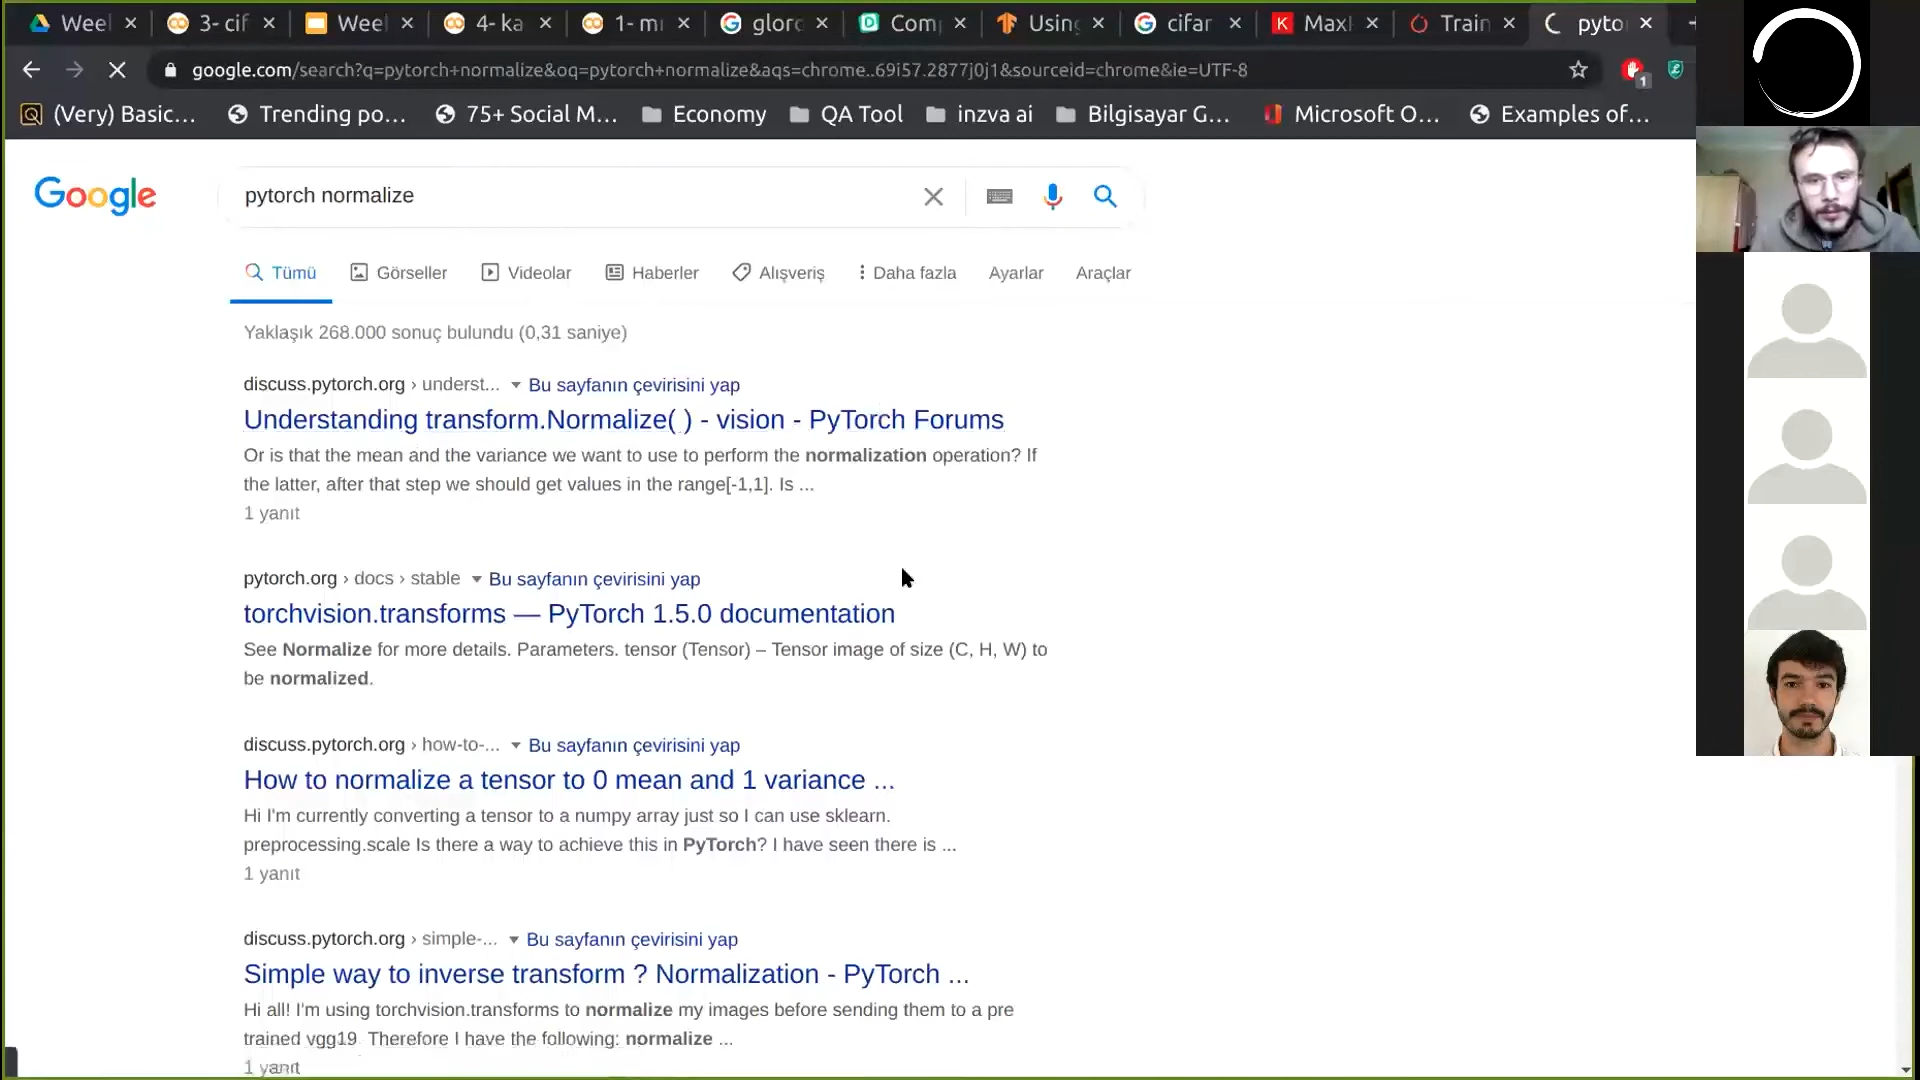 Weel
3- cif
Weel
4- ka
1- m
glorc
Com
Using
cifar
Maxl
Train
pyto
google.com/search?q=pytorch+normalize&oq=pytorch+normalize&aqs=chrome..69i57.2877j0j1&sourceid=chrome&ie=UTF-8
1
(Very) Basic...
Trending po...
75+ Social M...
Economy
QA Tool
inzva ai
Bilgisayar G...
Microsoft O...
Examples of...
Google
pytorch normalize
Tümü
Görseller
Videolar
Haberler
Alışveriş
Daha fazla
Ayarlar
Araçlar
Yaklaşık 268.000 sonuç bulundu (0,31 saniye)
discuss.pytorch.org › underst... Bu sayfanın çevirisini yap
Understanding transform.Normalize( ) - vision - PyTorch Forums
Or is that the mean and the variance we want to use to perform the normalization operation? If
the latter, after that step we should get values in the range[-1,1]. Is ...
1 yanıt
pytorch.org › docs › stable Bu sayfanın çevirisini yap
torchvision.transforms — PyTorch 1.5.0 documentation
See Normalize for more details. Parameters. tensor (Tensor) – Tensor image of size (C, H, W) to
be normalized.
discuss.pytorch.org › how-to-... Bu sayfanın çevirisini yap
How to normalize a tensor to 0 mean and 1 variance ...
Hi I'm currently converting a tensor to a numpy array just so I can use sklearn.
preprocessing.scale Is there a way to achieve this in PyTorch? I have seen there is ...
1 yanıt
discuss.pytorch.org › simple-... Bu sayfanın çevirisini yap
Simple way to inverse transform ? Normalization - PyTorch ...
Hi all! I'm using torchvision.transforms to normalize my images before sending them to a pre
trained vgg19. Therefore I have the following: normalize ...
1 yanıt